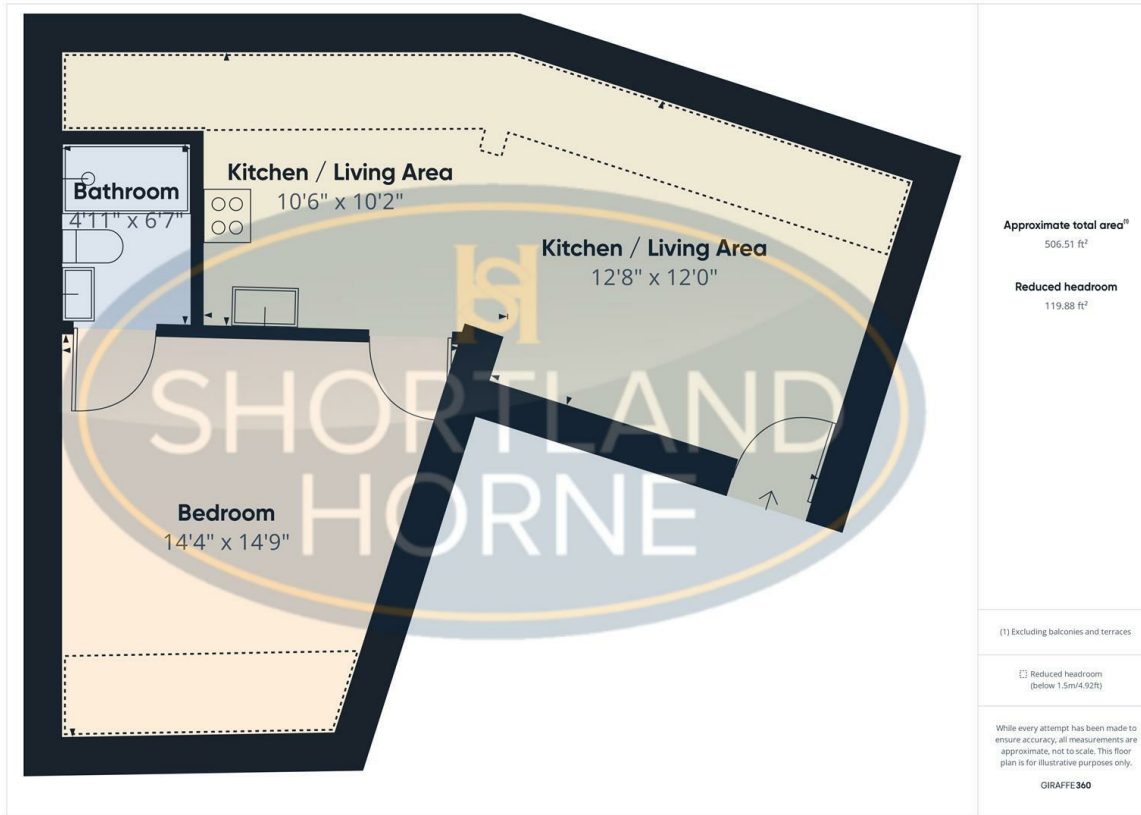 Bathroom
4'11" x 6'7"
Kitchen / Living Area
10'6" x 10'2"
Kitchen / Living Area
12'8" x 12'0"
SH
SHORTLAND
HORNE
Bedroom
14'4" x 14'9"
Approximate total area(1)
506.51 ft²
Reduced headroom
119.88 ft²
(1) Excluding balconies and terraces
Reduced headroom
(below 1.5m/4.92ft)
While every attempt has been made to
ensure accuracy, all measurements are
approximate, not to scale. This floor
plan is for illustrative purposes only.
GIRAFFE360